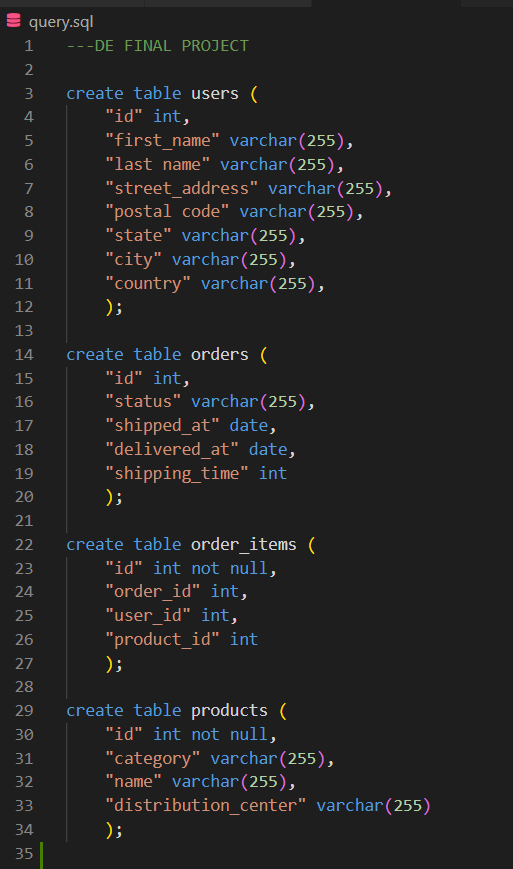 query.sql
1 ---DE FINAL PROJECT
2
3 create table users (
4 "id" int,
5 "first_name" varchar(255),
6 "last name" varchar(255),
7 "street_address" varchar(255),
8 "postal code" varchar(255),
9 "state" varchar(255),
10 "city" varchar(255),
11 "country" varchar(255),
12 );
13
14 create table orders (
15 "id" int,
16 "status" varchar(255),
17 "shipped_at" date,
18 "delivered_at" date,
19 "shipping_time" int
20 );
21
22 create table order_items (
23 "id" int not null,
24 "order_id" int,
25 "user_id" int,
26 "product_id" int
27 );
28
29 create table products (
30 "id" int not null,
31 "category" varchar(255),
32 "name" varchar(255),
33 "distribution_center" varchar(255)
34 );
35